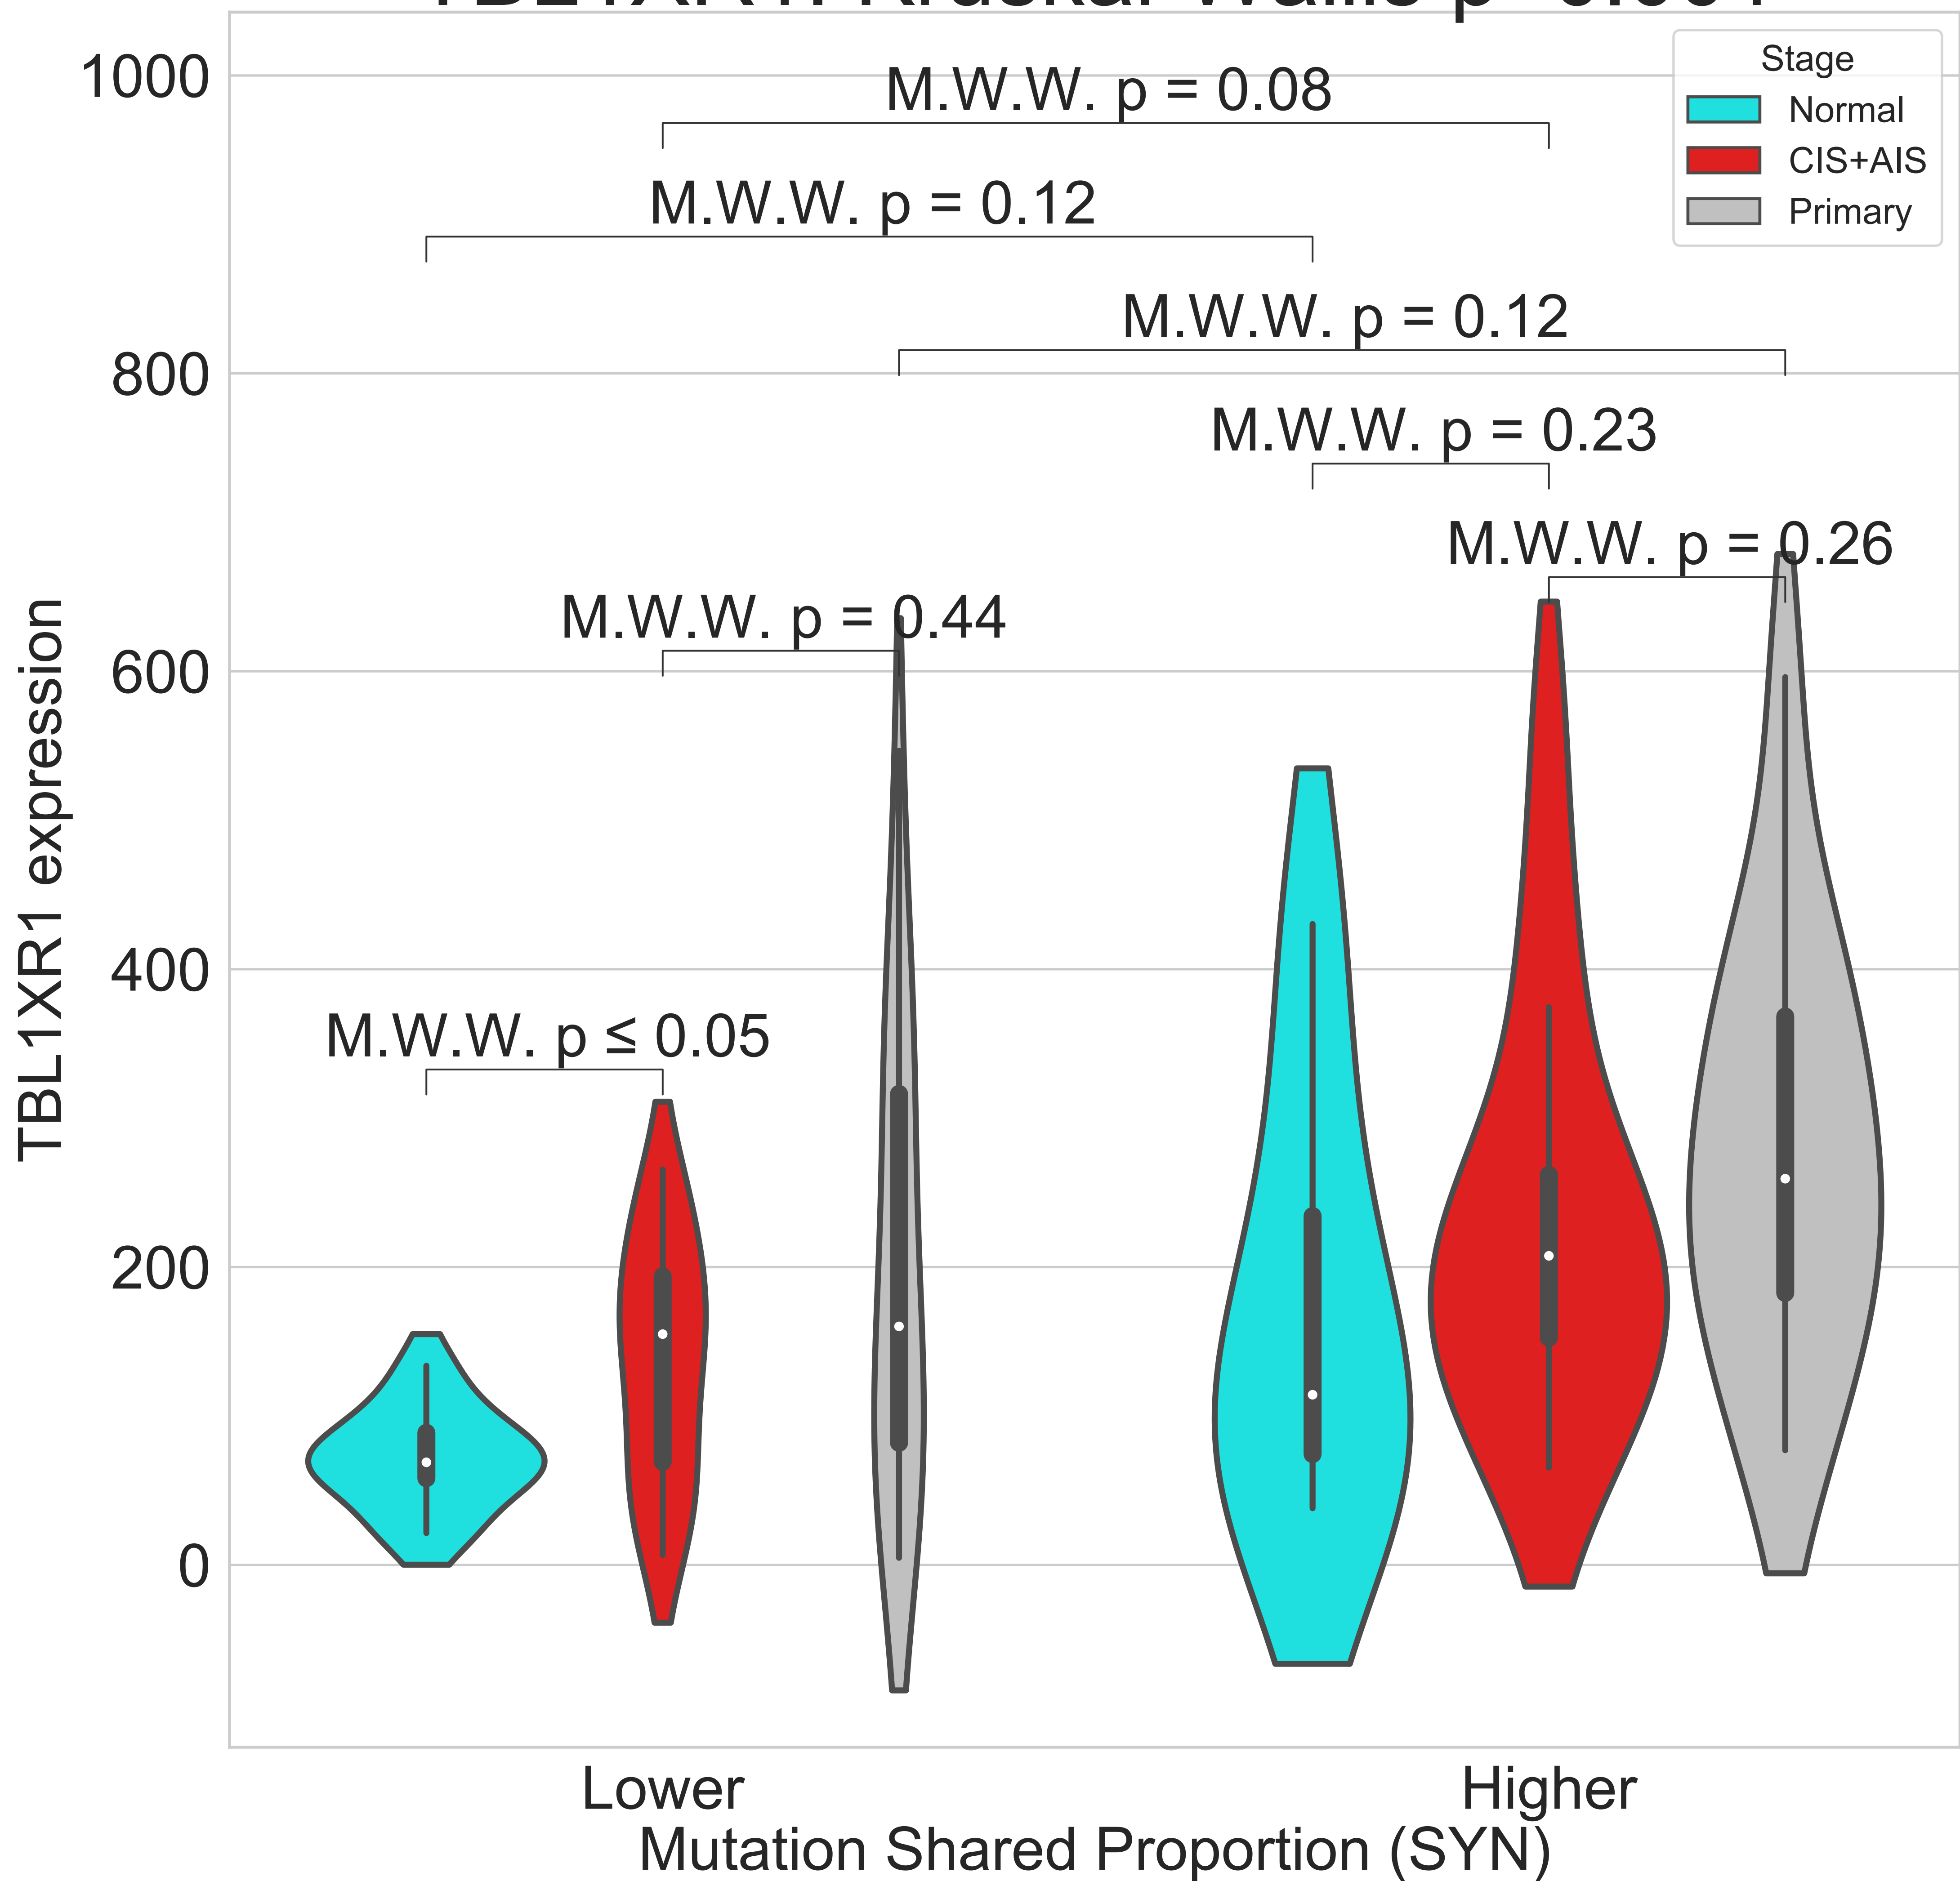 1000
800
600
400
200
0
TBL1XR1 expression
M.W.W. p = 0.08
M.W.W. p = 0.12
M.W.W. p = 0.12
M.W.W. p = 0.23
M.W.W. p = 0.26
M.W.W. p = 0.44
M.W.W. p ≤ 0.05
Stage
Normal
CIS+AIS
Primary
Lower
Higher
Mutation Shared Proportion (SYN)